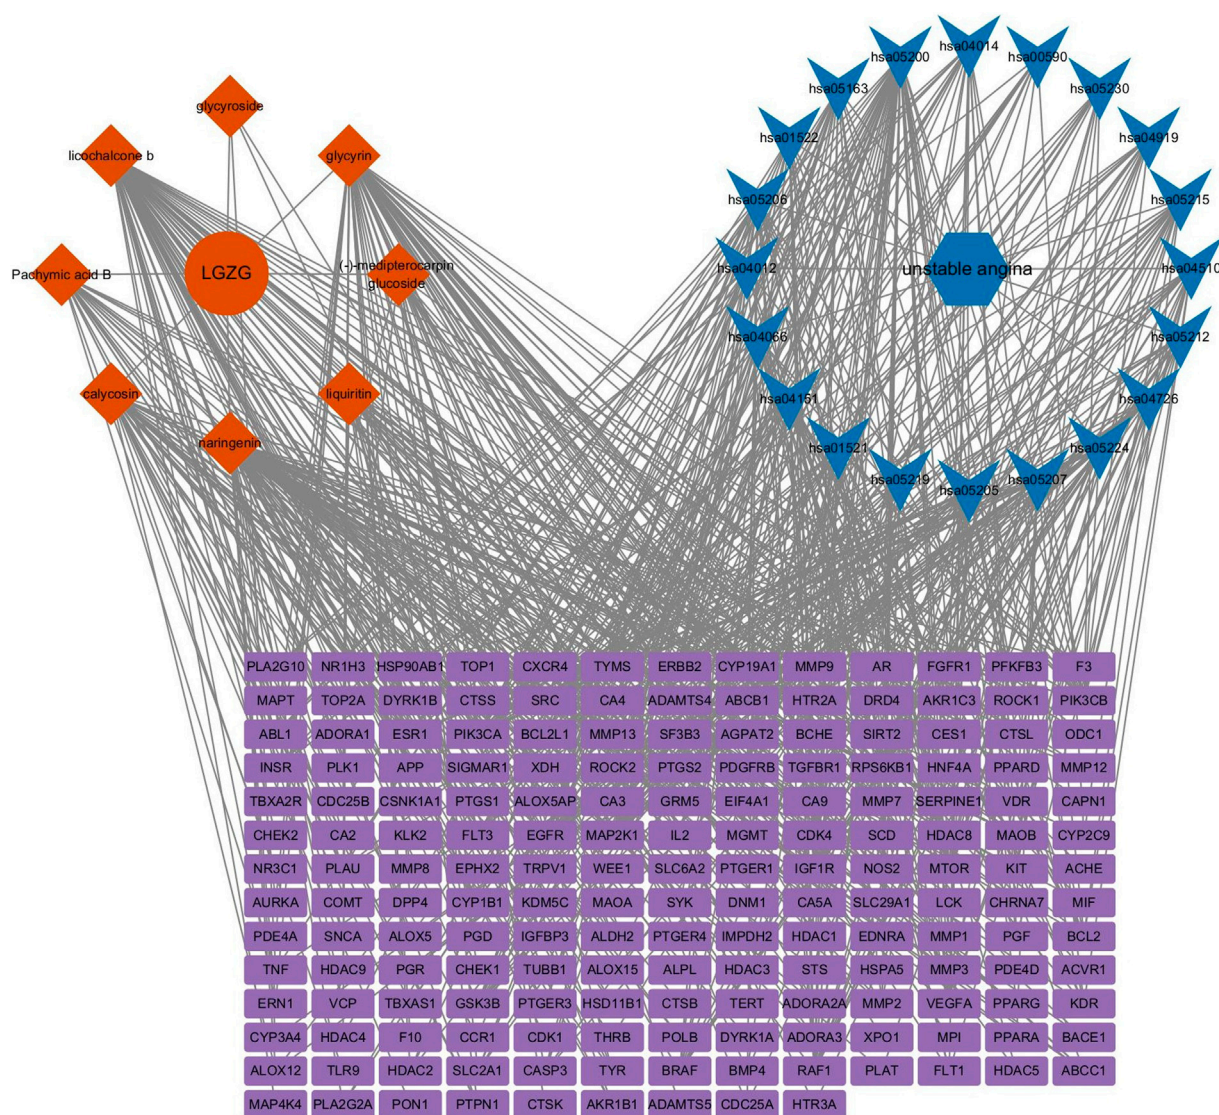 glycyroside
licochalcone b
glycyrin
Pachymic acid B
LGZG
(-)-medipterocarpin
glucoside
calycosin
liquiritin
naringenin
hsa05200
hsa04014
hsa00590
hsa05163
hsa05230
hsa01522
hsa04919
hsa05206
hsa05215
hsa04012
unstable angina
hsa04510
hsa04066
hsa05212
hsa04151
hsa04726
hsa01521
hsa05224
hsa05219
hsa05205
hsa05207
PLA2G10 NR1H3 HSP90AB1 TOP1 CXCR4 TYMS ERBB2 CYP19A1 MMP9 AR FGFR1 PFKFB3 F3
MAPT TOP2A DYRK1B CTSS SRC CA4 ADAMTS4 ABCB1 HTR2A DRD4 AKR1C3 ROCK1 PIK3CB
ABL1 ADORA1 ESR1 PIK3CA BCL2L1 MMP13 SF3B3 AGPAT2 BCHE SIRT2 CES1 CTSL ODC1
INSR PLK1 APP SIGMAR1 XDH ROCK2 PTGS2 PDGFRB TGFBR1 RPS6KB1 HNF4A PPARD MMP12
TBXA2R CDC25B CSNK1A1 PTGS1 ALOX5AP CA3 GRM5 EIF4A1 CA9 MMP7 SERPINE1 VDR CAPN1
CHEK2 CA2 KLK2 FLT3 EGFR MAP2K1 IL2 MGMT CDK4 SCD HDAC8 MAOB CYP2C9
NR3C1 PLAU MMP8 EPHX2 TRPV1 WEE1 SLC6A2 PTGER1 IGF1R NOS2 MTOR KIT ACHE
AURKA COMT DPP4 CYP1B1 KDM5C MAOA SYK DNM1 CA5A SLC29A1 LCK CHRNA7 MIF
PDE4A SNCA ALOX5 PGD IGFBP3 ALDH2 PTGER4 IMPDH2 HDAC1 EDNRA MMP1 PGF BCL2
TNF HDAC9 PGR CHEK1 TUBB1 ALOX15 ALPL HDAC3 STS HSPA5 MMP3 PDE4D ACVR1
ERN1 VCP TBXAS1 GSK3B PTGER3 HSD11B1 CTSB TERT ADORA2A MMP2 VEGFA PPARG KDR
CYP3A4 HDAC4 F10 CCR1 CDK1 THRB POLB DYRK1A ADORA3 XPO1 MPI PPARA BACE1
ALOX12 TLR9 HDAC2 SLC2A1 CASP3 TYR BRAF BMP4 RAF1 PLAT FLT1 HDAC5 ABCC1
MAP4K4 PLA2G2A PON1 PTPN1 CTSK AKR1B1 ADAMTS5 CDC25A HTR3A